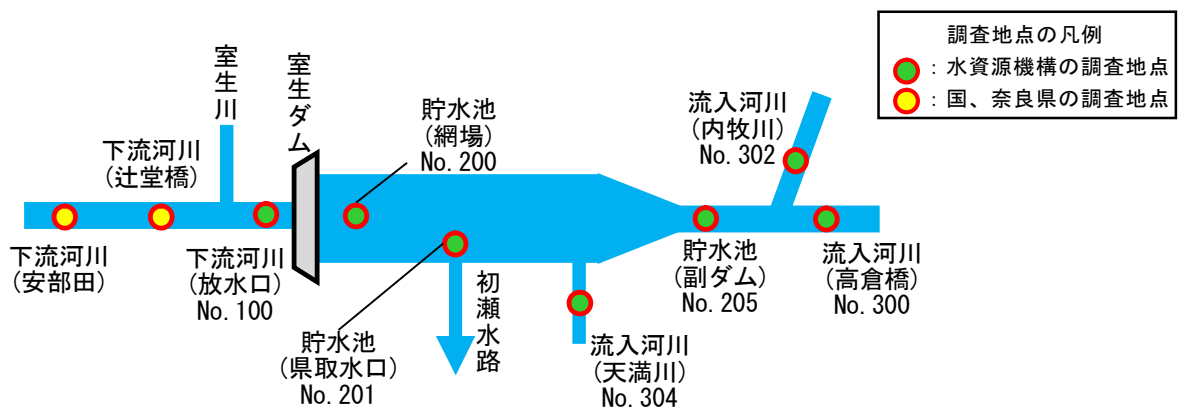 調査地点の凡例
：水資源機構の調査地点
：国、奈良県の調査地点
室生川
室生ダム
貯水池
(網場)
No.200
流入河川
(内牧川)
No.302
下流河川
(辻堂橋)
下流河川
(安部田)
下流河川
(放水口)
No.100
貯水池
(県取水口)
No.201
初瀬水路
流入河川
(天満川)
No.304
貯水池
(副ダム)
No.205
流入河川
(高倉橋)
No.300